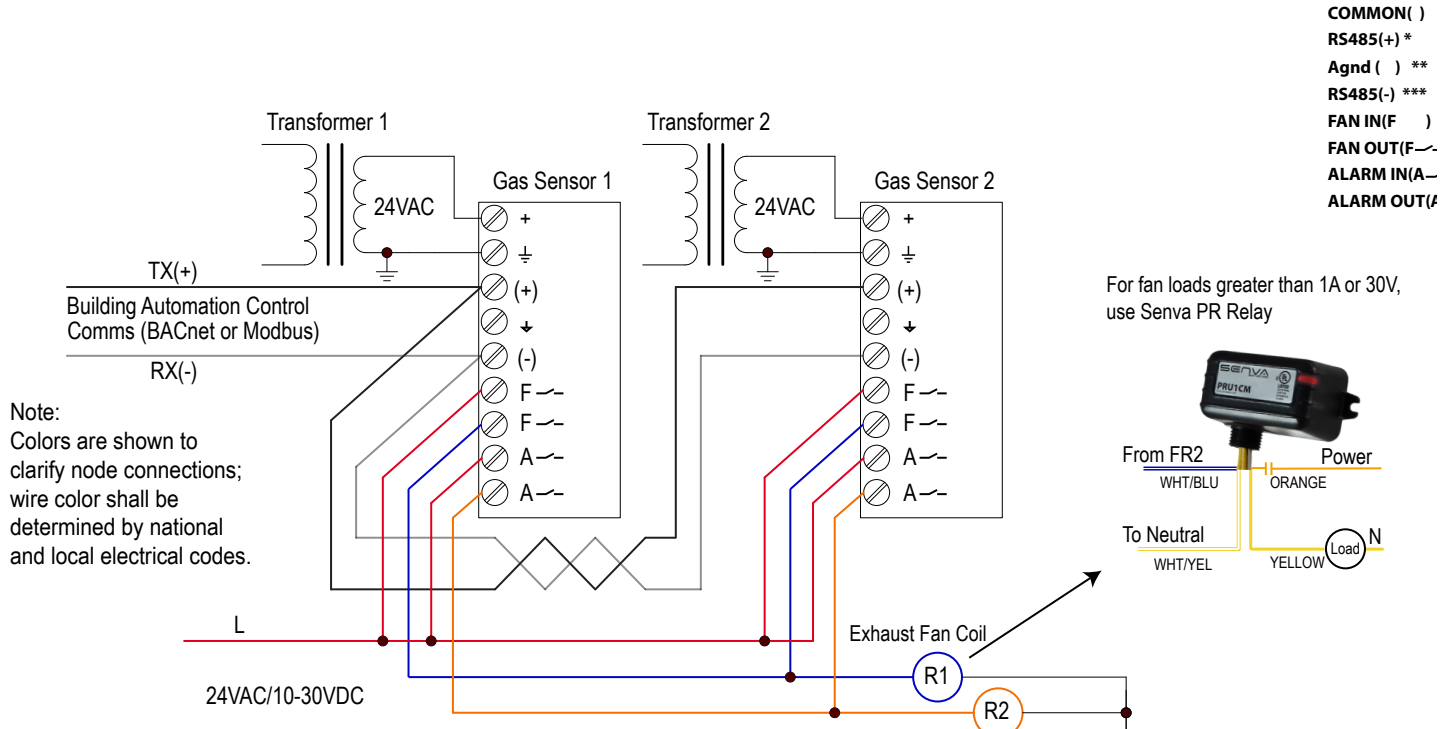 COMMON( )
RS485(+) *
Agnd ( ) **
RS485(-) ***
FAN IN(F )
FAN OUT(F
ALARM IN(A
ALARM OUT(A
Transformer 1
Transformer 2
Gas Sensor 1
Gas Sensor 2
24VAC
24VAC
+
+
TX(+)
(+)
(+)
Building Automation Control
Comms (BACnet or Modbus)
RX(-)
(-)
(-)
F
F
F
F
A
A
A
A
Note:
Colors are shown to
clarify node connections;
wire color shall be
determined by national
and local electrical codes.
For fan loads greater than 1A or 30V,
use Senva PR Relay
SENVA
PRU1CM
From FR2
WHT/BLU
Power
ORANGE
To Neutral
WHT/YEL
YELLOW
Load
N
L
Exhaust Fan Coil
R1
24VAC/10-30VDC
R2